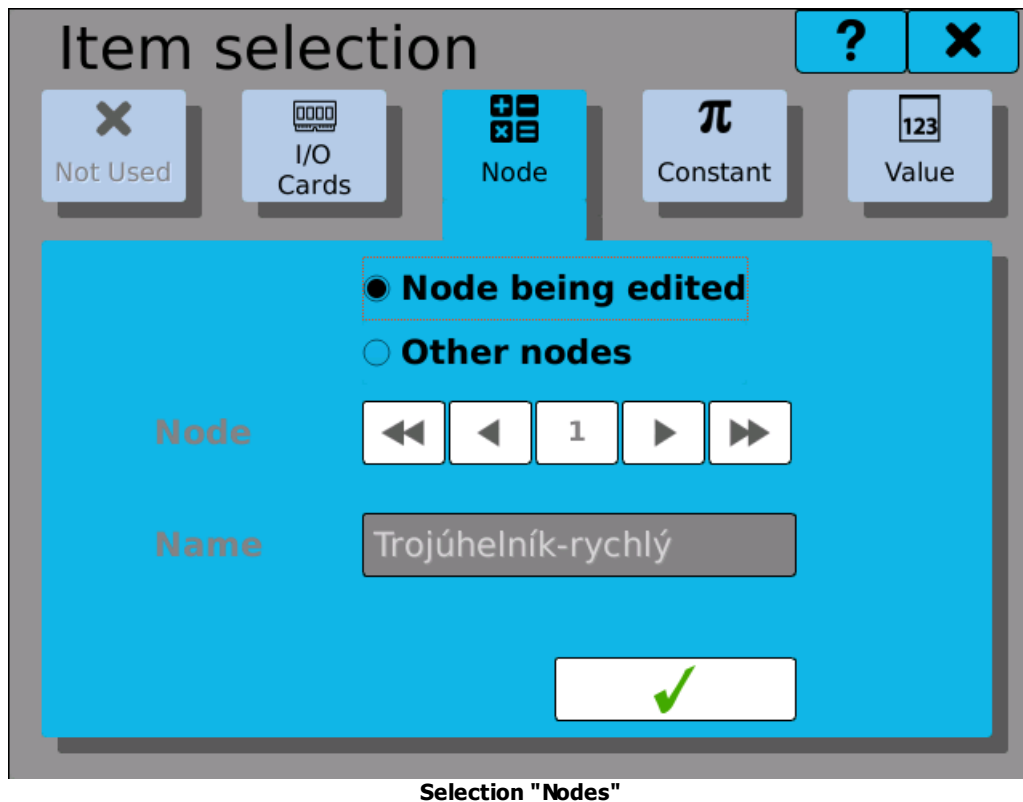 Item selection
?
Not Used
I/O
Cards
Node
π
Constant
123
Value
Node being edited
Other nodes
Node
1
Name
Trojúhelník-rychlý
Selection "Nodes"